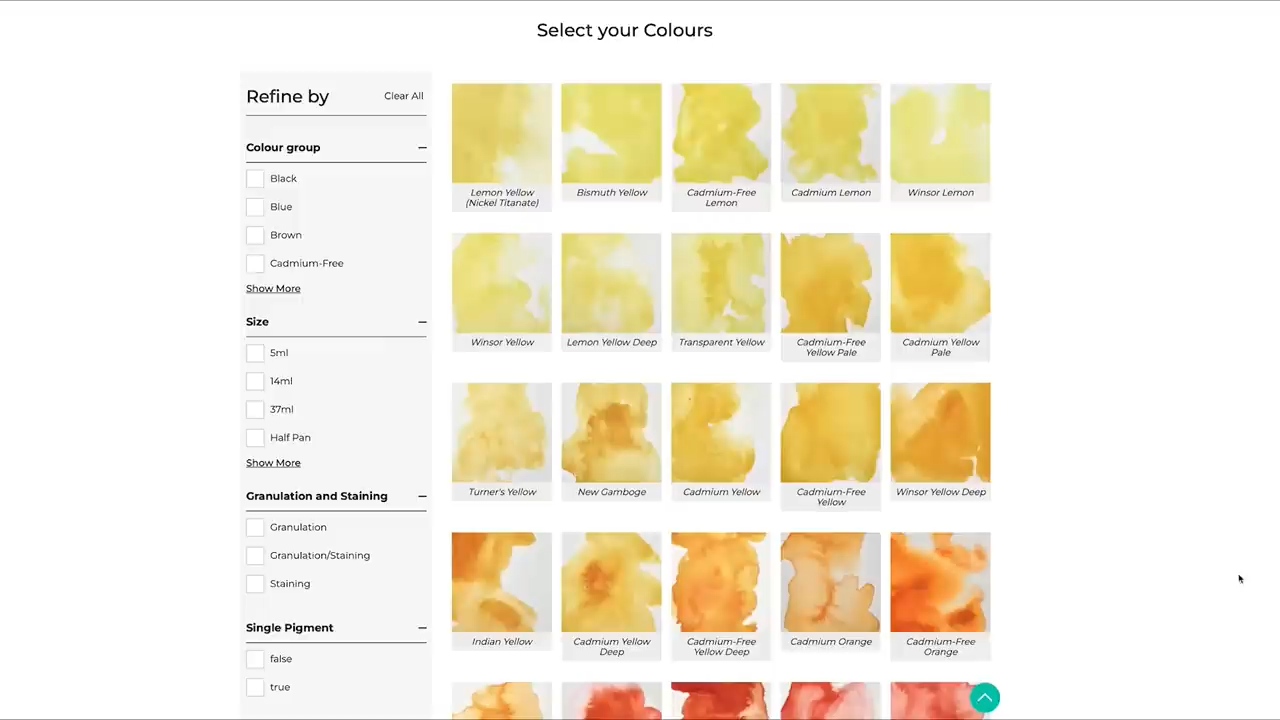 Select your Colours
Refine by
Clear All
Colour group
Black
Blue
Brown
Cadmium-Free
Show More
Size
5ml
14ml
37ml
Half Pan
Show More
Granulation and Staining
Granulation
Granulation/Staining
Staining
Single Pigment
false
true
Lemon Yellow
(Nickel Titanate)
Bismuth Yellow
Cadmium-Free
Lemon
Cadmium Lemon
Winsor Lemon
Winsor Yellow
Lemon Yellow Deep
Transparent Yellow
Cadmium-Free
Yellow Pale
Cadmium Yellow
Pale
Turner's Yellow
New Gamboge
Cadmium Yellow
Cadmium-Free
Yellow
Winsor Yellow Deep
Indian Yellow
Cadmium Yellow
Deep
Cadmium-Free
Yellow Deep
Cadmium Orange
Cadmium-Free
Orange